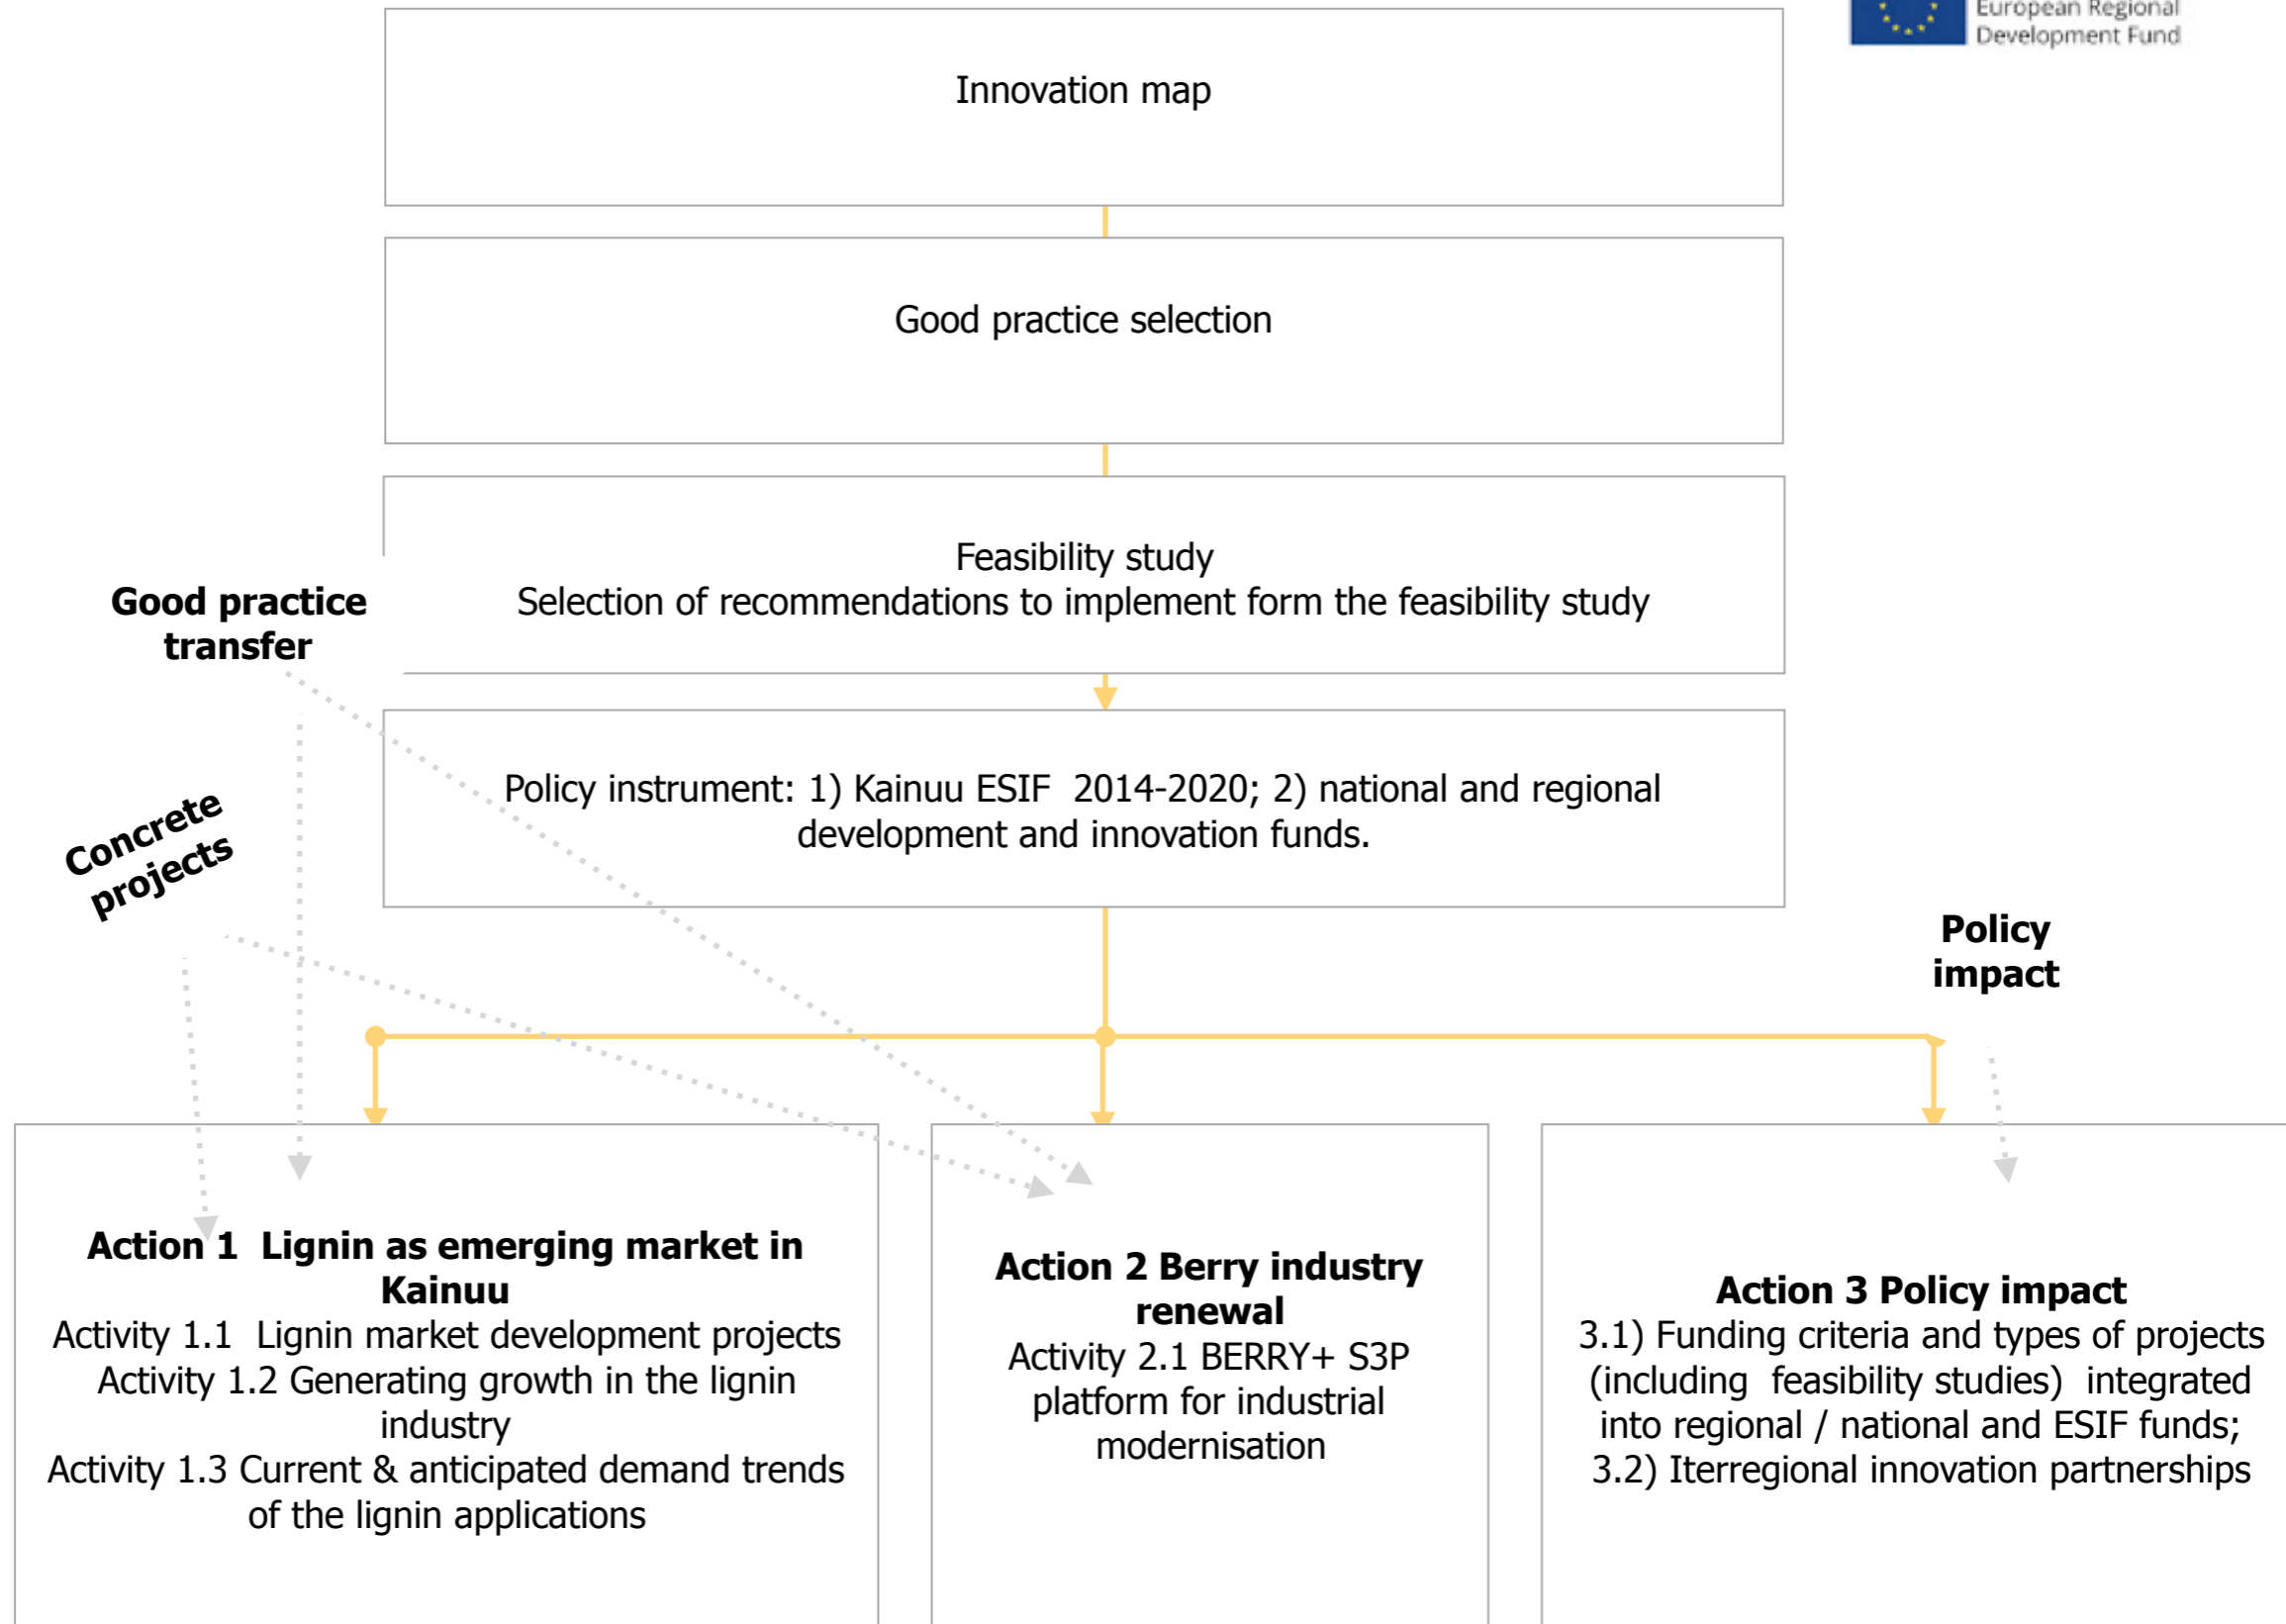 European Regional
Development Fund
Innovation map
Good practice selection
Feasibility study
Selection of recommendations to implement form the feasibility study
Good practice
transfer
Policy instrument: 1) Kainuu ESIF 2014-2020; 2) national and regional
development and innovation funds.
Concrete
projects
Policy
impact
Action 1 Lignin as emerging market in
Kainuu
Activity 1.1 Lignin market development projects
Activity 1.2 Generating growth in the lignin
industry
Activity 1.3 Current & anticipated demand trends
of the lignin applications
Action 2 Berry industry
renewal
Activity 2.1 BERRY+ S3P
platform for industrial
modernisation
Action 3 Policy impact
3.1) Funding criteria and types of projects
(including feasibility studies) integrated
into regional / national and ESIF funds;
3.2) Iterregional innovation partnerships